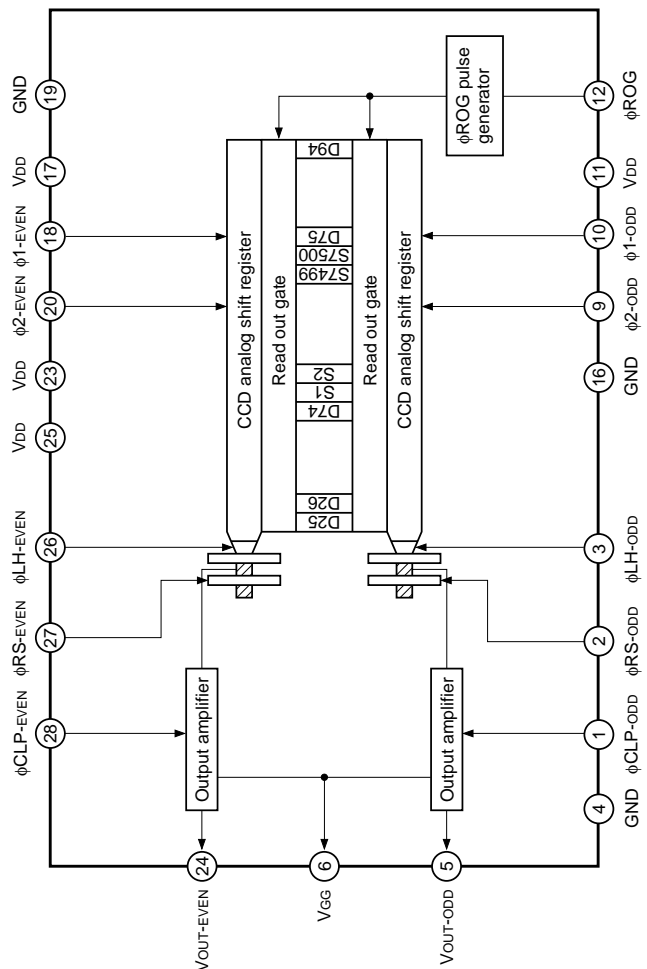 GND
19
VDD
17
φ1-EVEN
18
φ2-EVEN
20
VDD
23
VDD
25
φLH-EVEN
26
φRS-EVEN
27
φCLP-EVEN
28
φROG pulse
generator
CCD analog shift register
Read out gate
D25
D26
D74
S1
S2
S7499
S7500
D75
D94
Read out gate
CCD analog shift register
Output amplifier
Output amplifier
12
φROG
11
VDD
10
φ1-ODD
9
φ2-ODD
16
GND
3
φLH-ODD
2
φRS-ODD
1
φCLP-ODD
4
GND
24
VOUT-EVEN
6
VGG
5
VOUT-ODD